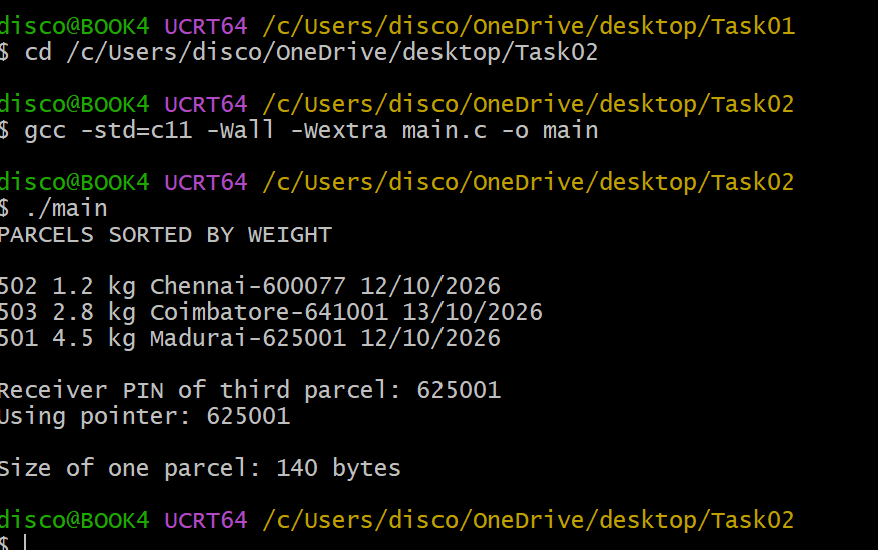 disco@BOOK4 UCRT64 /c/Users/disco/OneDrive/desktop/Task01
$ cd /c/Users/disco/OneDrive/desktop/Task02
disco@BOOK4 UCRT64 /c/Users/disco/OneDrive/desktop/Task02
$ gcc -std=c11 -Wall -Wextra main.c -o main
disco@BOOK4 UCRT64 /c/Users/disco/OneDrive/desktop/Task02
$ ./main
PARCELS SORTED BY WEIGHT
502 1.2 kg Chennai-600077 12/10/2026
503 2.8 kg Coimbatore-641001 13/10/2026
501 4.5 kg Madurai-625001 12/10/2026
Receiver PIN of third parcel: 625001
Using pointer: 625001
Size of one parcel: 140 bytes
disco@BOOK4 UCRT64 /c/Users/disco/OneDrive/desktop/Task02
$